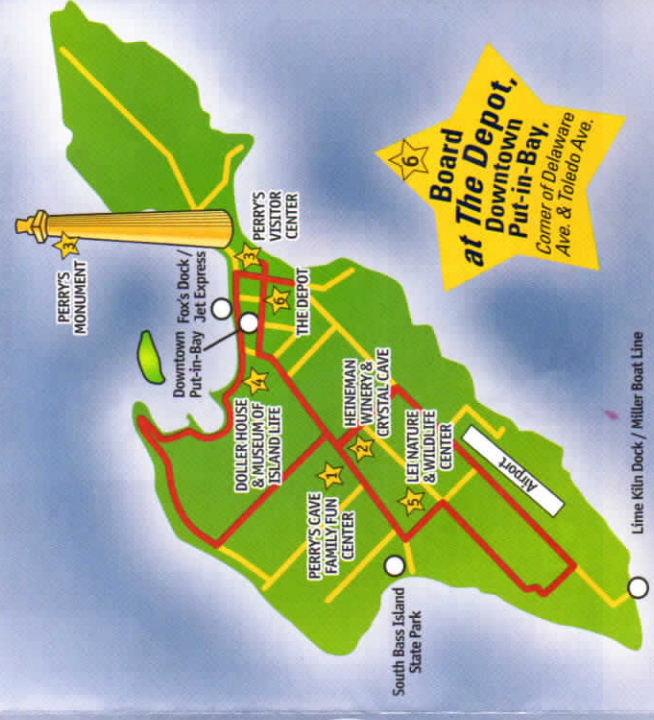 3
PERRY'S
MONUMENT
Fox's Dock /
Jet Express
Downtown
Put-in-Bay
3
PERRY'S
VISITOR
CENTER
6
THE DEPOT
4
DOLLER HOUSE
& MUSEUM OF
ISLAND LIFE
HEINEMAN
WINERY &
CRYSTAL CAVE
2
1
PERRY'S CAVE
FAMILY FUN
CENTER
5
LEI NATURE
& WILDLIFE
CENTER
Airport
South Bass Island
State Park
Lime Kiln Dock / Miller Boat Line
6
Board
at The Depot,
Downtown
Put-in-Bay,
Corner of Delaware
Ave. & Toledo Ave.